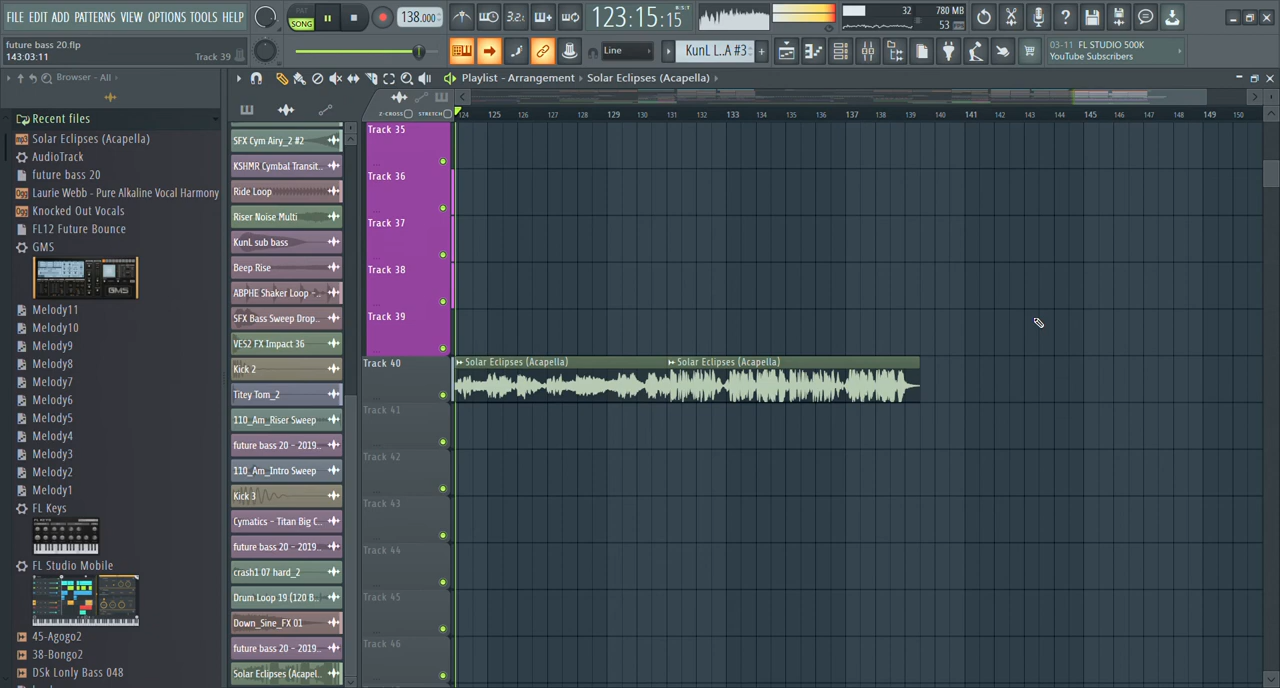 FILE EDIT ADD PATTERNS VIEW OPTIONS TOOLS HELP
PAT
SONG
138.000
3.2.
123:15:15
B:S:T
32
780 MB
53
future bass 20.flp
143:03:11
Track 39
Line
KunL L.A #3
03-11 FL STUDIO 500K
YouTube Subscribers
Browser - All
Playlist - Arrangement
Solar Eclipses (Acapella)
Z-CROSS
STRETCH
124 125 126 127 128 129 130 131 132 133 134 135 136 137 138 139 140 141 142 143 144 145 146 147 148 149 150
Recent files
Solar Eclipses (Acapella)
AudioTrack
future bass 20
Laurie Webb - Pure Alkaline Vocal Harmony
Knocked Out Vocals
FL12 Future Bounce
GMS
GMS
Melody11
Melody10
Melody9
Melody8
Melody7
Melody6
Melody5
Melody4
Melody3
Melody2
Melody1
FL Keys
FL Studio Mobile
45-Agogo2
38-Bongo2
DSk Lonly Bass 048
SFX Cym Airy_2 #2
KSHMR Cymbal Transit..
Ride Loop
Riser Noise Multi
KunL sub bass
Beep Rise
ABPHE Shaker Loop -..
SFX Bass Sweep Drop..
VES2 FX Impact 36
Kick 2
Titey Tom_2
110_Am_Riser Sweep
future bass 20 - 2019..
110_Am_Intro Sweep
Kick 3
Cymatics - Titan Big C..
future bass 20 - 2019..
crash1 07 hard_2
Drum Loop 19 (120 B..
Down_Sine_FX 01
future bass 20 - 2019..
Solar Eclipses (Acapel..
Track 35
Track 36
Track 37
Track 38
Track 39
Track 40
Track 41
Track 42
Track 43
Track 44
Track 45
Track 46
Solar Eclipses (Acapella)
Solar Eclipses (Acapella)